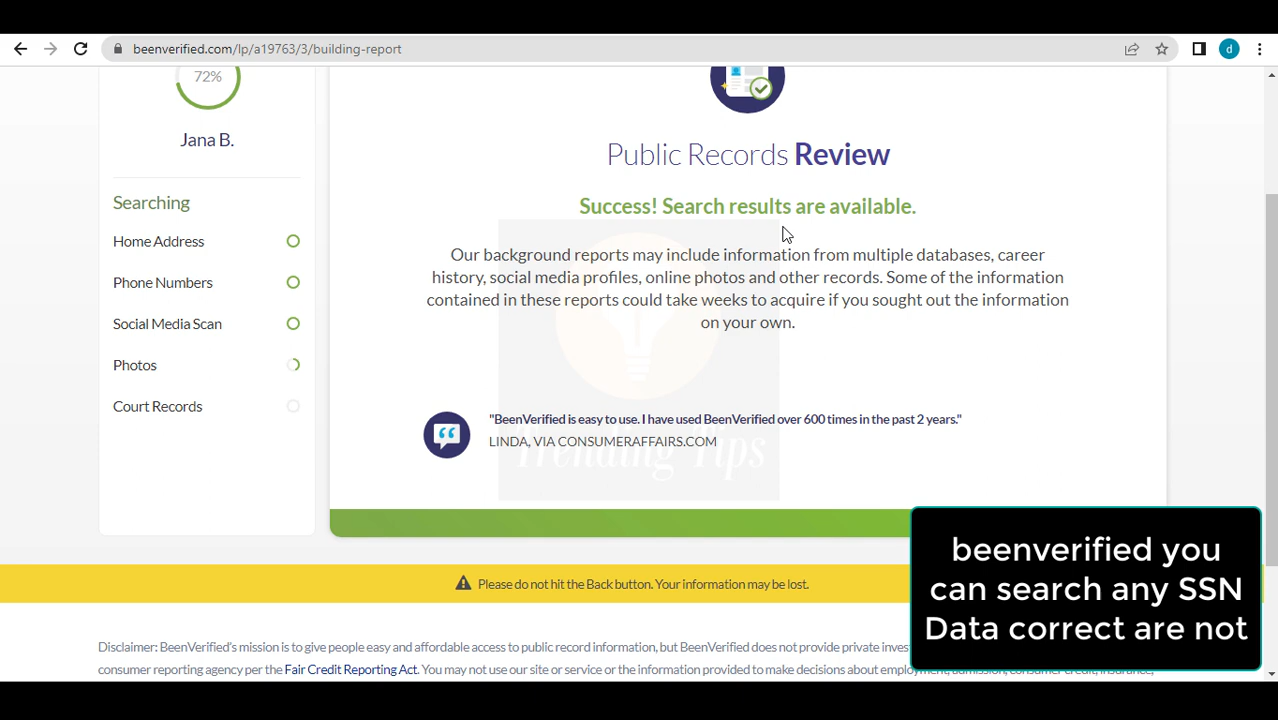 beenverified.com/lp/a19763/3/building-report
d
72%
Jana B.
Searching
Home Address
Phone Numbers
Social Media Scan
Photos
Court Records
Public Records Review
Success! Search results are available.
Our background reports may include information from multiple databases, career
history, social media profiles, online photos and other records. Some of the information
contained in these reports could take weeks to acquire if you sought out the information
on your own.
"BeenVerified is easy to use. I have used BeenVerified over 600 times in the past 2 years."
LINDA, VIA CONSUMERAFFAIRS.COM
Trending Tips
beenverified you
can search any SSN
Data correct are not
Please do not hit the Back button. Your information may be lost.
Disclaimer: BeenVerified's mission is to give people easy and affordable access to public record information, but BeenVerified does not provide private
consumer reporting agency per the Fair Credit Reporting Act. You may not use our site or service or the information provided to make decisions about employment, admission, consumer credit, insurance,